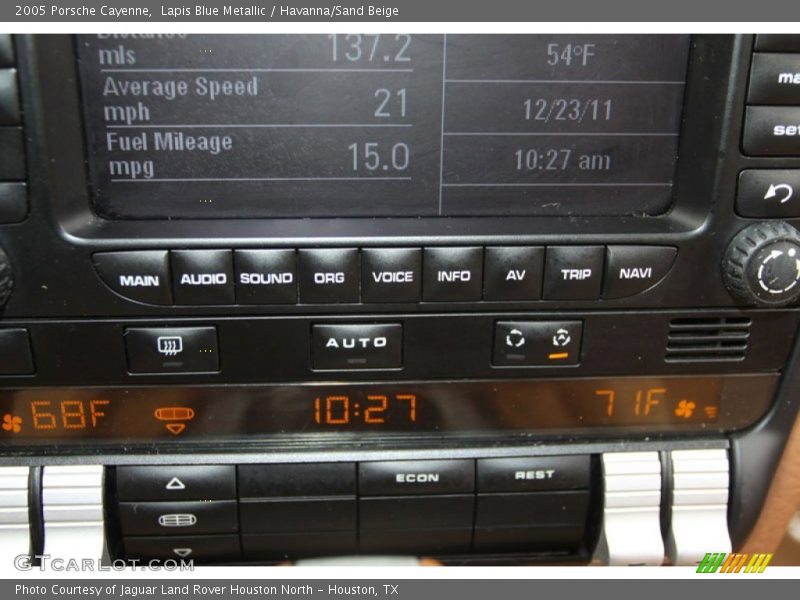 2005 Porsche Cayenne, Lapis Blue Metallic / Havanna/Sand Beige
Distance
mls 137.2
54°F
Average Speed
mph 21
12/23/11
Fuel Mileage
mpg 15.0
10:27 am
set
MAIN AUDIO SOUND ORG VOICE INFO AV TRIP NAVI
AUTO
68F 10:27 71F
ECON REST
GTCARLOT.COM
Photo Courtesy of Jaguar Land Rover Houston North - Houston, TX